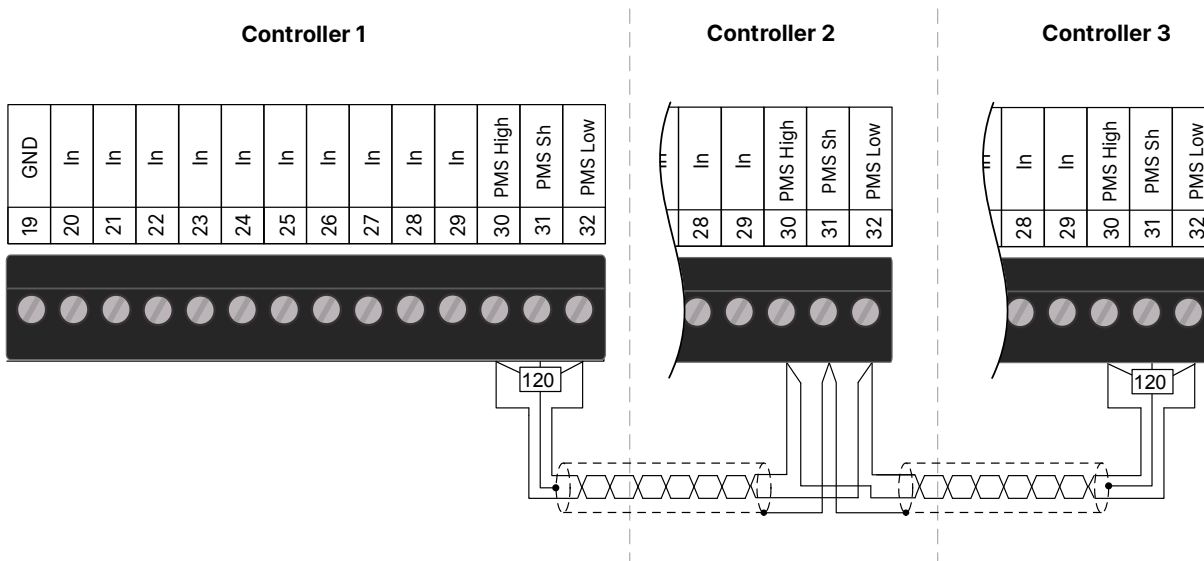 Controller 1
Controller 2
Controller 3
GND
In
In
In
In
In
In
In
In
In
In
PMS High
PMS Sh
PMS Low
19
20
21
22
23
24
25
26
27
28
29
30
31
32
In
In
PMS High
PMS Sh
PMS Low
28
29
30
31
32
In
In
PMS High
PMS Sh
PMS Low
28
29
30
31
32
120
120